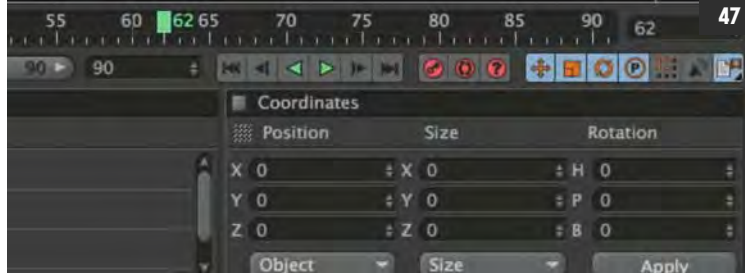 47
55 60 62 65 70 75 80 85 90 62
90 90 ?  P
Coordinates
Position Size Rotation
X 0 X 0 H 0
Y 0 Y 0 P 0
Z 0 Z 0 B 0
Object Size Apply